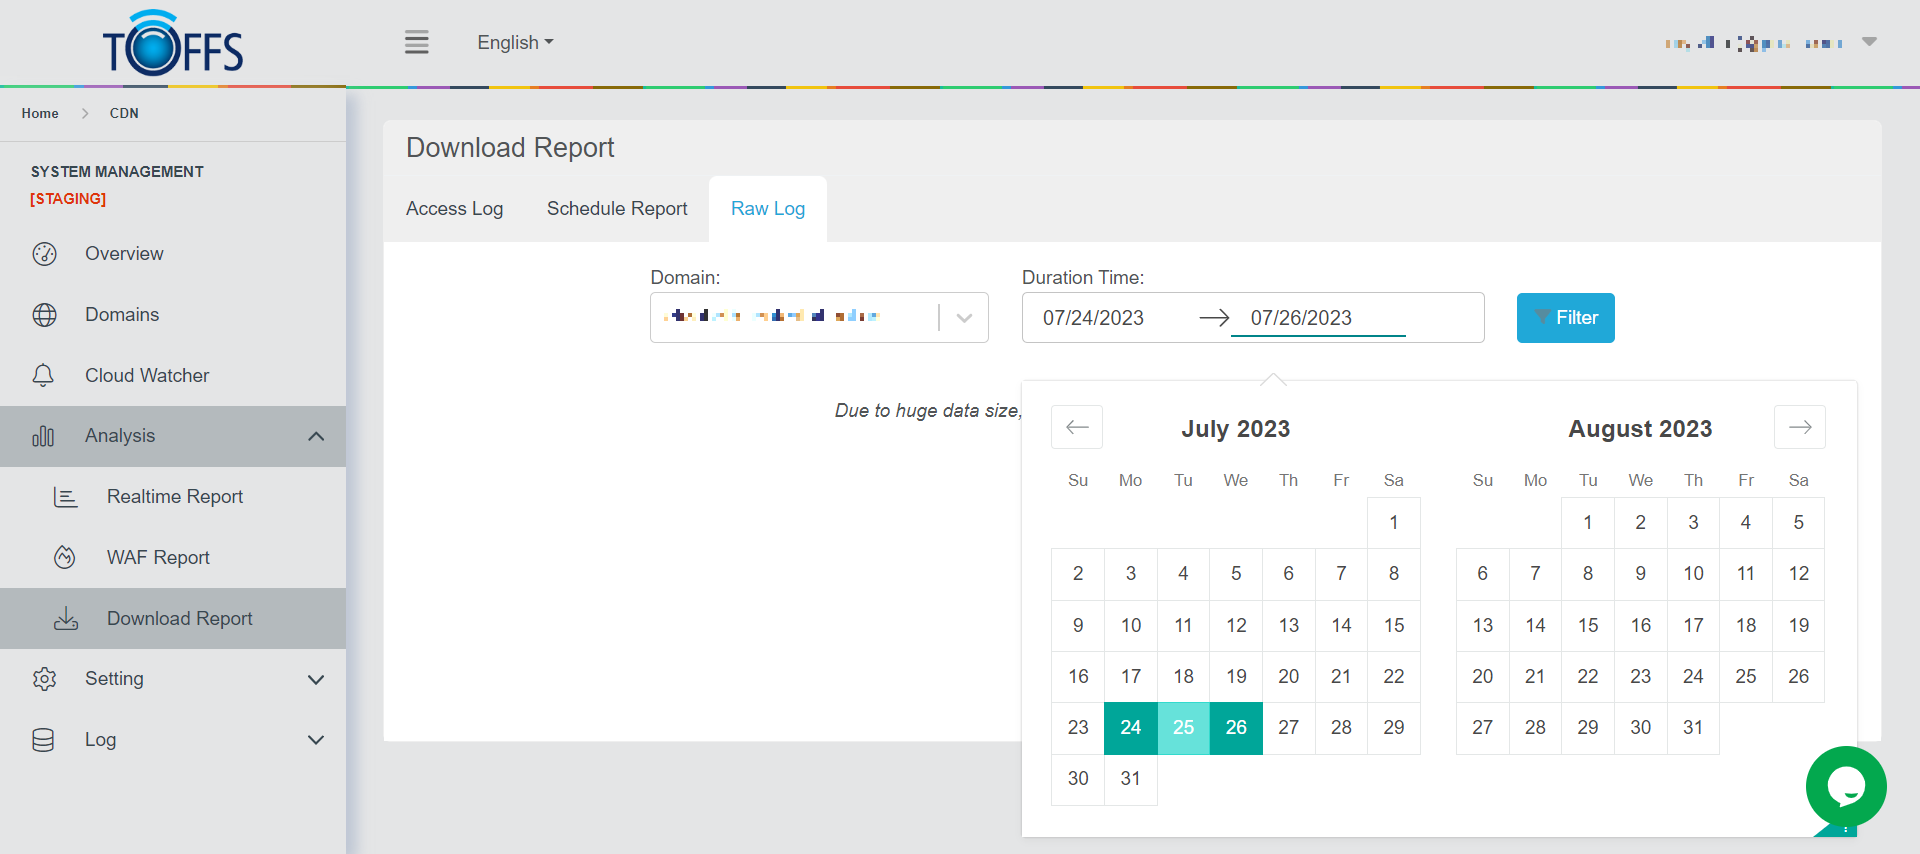 TOFFS
English
Home > CDN
SYSTEM MANAGEMENT
[STAGING]
Overview
Domains
Cloud Watcher
Analysis
Realtime Report
WAF Report
Download Report
Setting
Log
Download Report
Access Log Schedule Report Raw Log
Domain: Duration Time:
07/24/2023 07/26/2023 Filter
Due to huge data size,
July 2023
Su Mo Tu We Th Fr Sa
1
2 3 4 5 6 7 8
9 10 11 12 13 14 15
16 17 18 19 20 21 22
23 24 25 26 27 28 29
30 31
August 2023
Su Mo Tu We Th Fr Sa
1 2 3 4 5
6 7 8 9 10 11 12
13 14 15 16 17 18 19
20 21 22 23 24 25 26
27 28 29 30 31